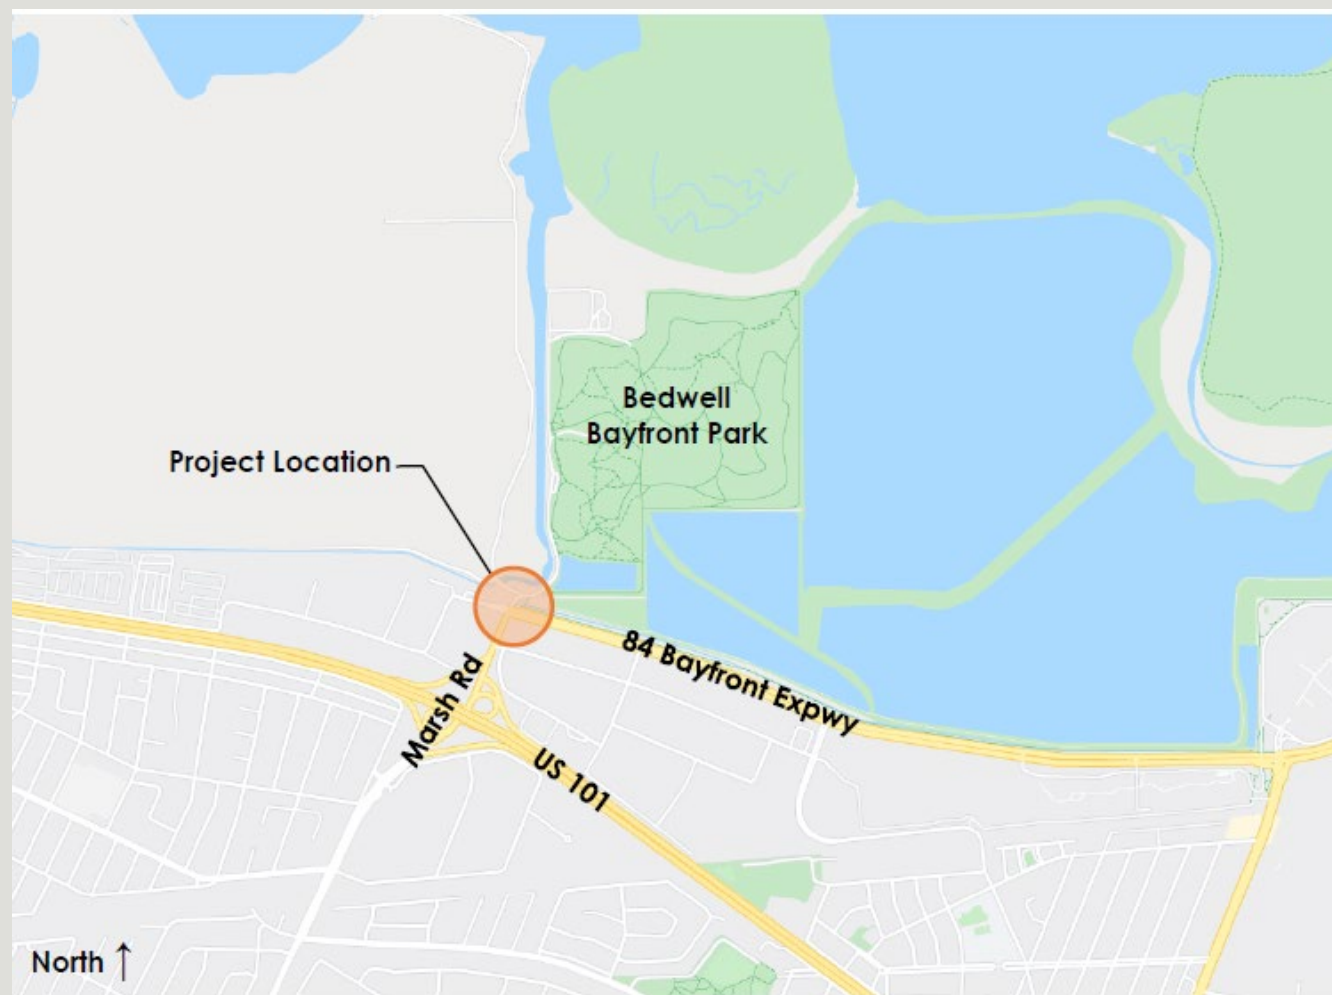 Bedwell
Bayfront Park
Project Location
84 Bayfront Expwy
Marsh Rd
US 101
North ↑